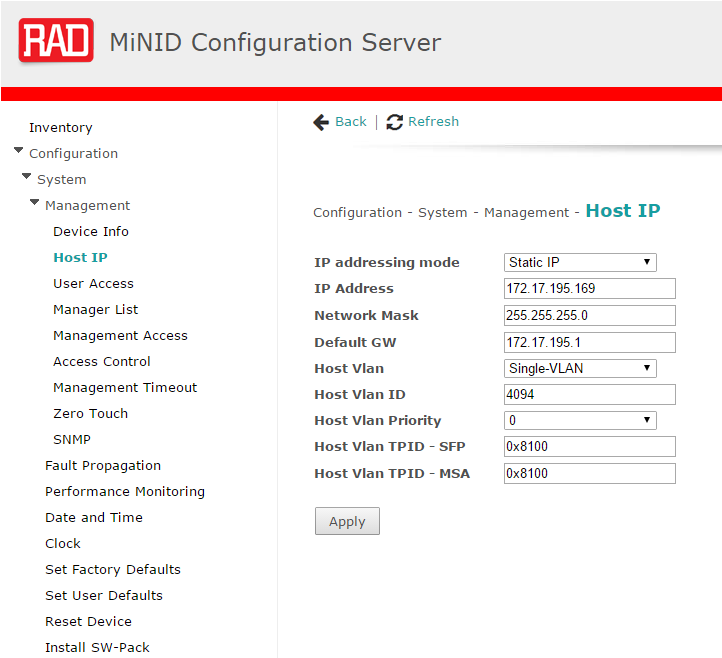 RAD MiNID Configuration Server
Back | Refresh
Inventory
Configuration
System
Management
Device Info
Host IP
User Access
Manager List
Management Access
Access Control
Management Timeout
Zero Touch
SNMP
Fault Propagation
Performance Monitoring
Date and Time
Clock
Set Factory Defaults
Set User Defaults
Reset Device
Install SW-Pack
Configuration - System - Management - Host IP
IP addressing mode Static IP
IP Address 172.17.195.169
Network Mask 255.255.255.0
Default GW 172.17.195.1
Host Vlan Single-VLAN
Host Vlan ID 4094
Host Vlan Priority 0
Host Vlan TPID - SFP 0x8100
Host Vlan TPID - MSA 0x8100
Apply